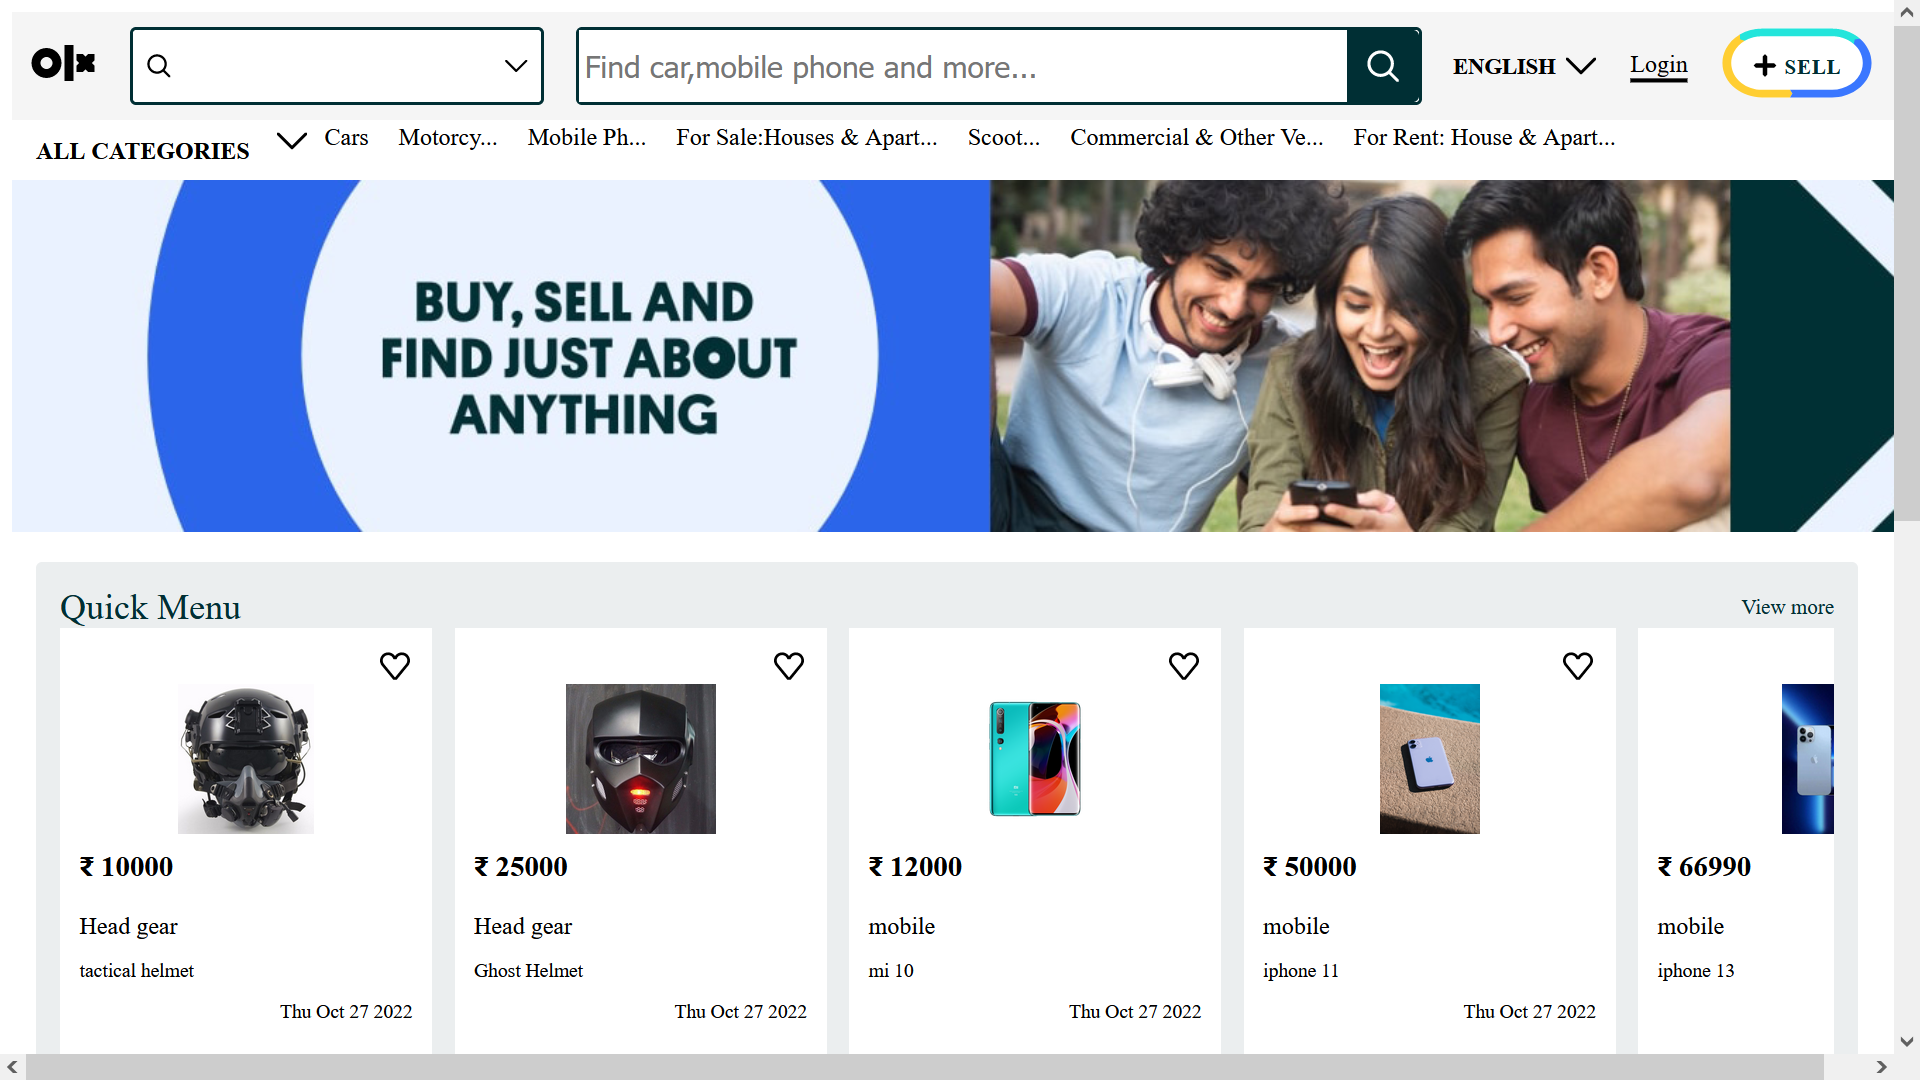 olx
Find car,mobile phone and more...
ENGLISH
Login
SELL
ALL CATEGORIES
Cars
Motorcy...
Mobile Ph...
For Sale:Houses & Apart...
Scoot...
Commercial & Other Ve...
For Rent: House & Apart...
BUY, SELL AND
FIND JUST ABOUT
ANYTHING
Quick Menu
View more
₹ 10000
Head gear
tactical helmet
Thu Oct 27 2022
₹ 25000
Head gear
Ghost Helmet
Thu Oct 27 2022
₹ 12000
mobile
mi 10
Thu Oct 27 2022
₹ 50000
mobile
iphone 11
Thu Oct 27 2022
₹ 66990
mobile
iphone 13